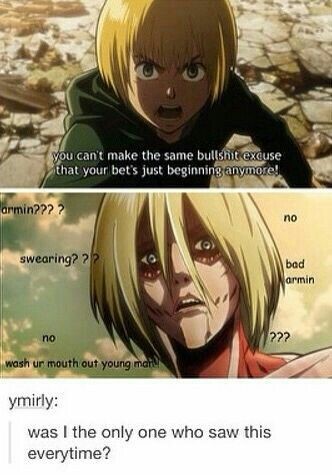 you can't make the same bullshit excuse
that your bet's just beginning anymore!
armin??? ?
no
swearing? ? ?
bad
armin
no
???
wash ur mouth out young man!
ymirly:
was I the only one who saw this
everytime?